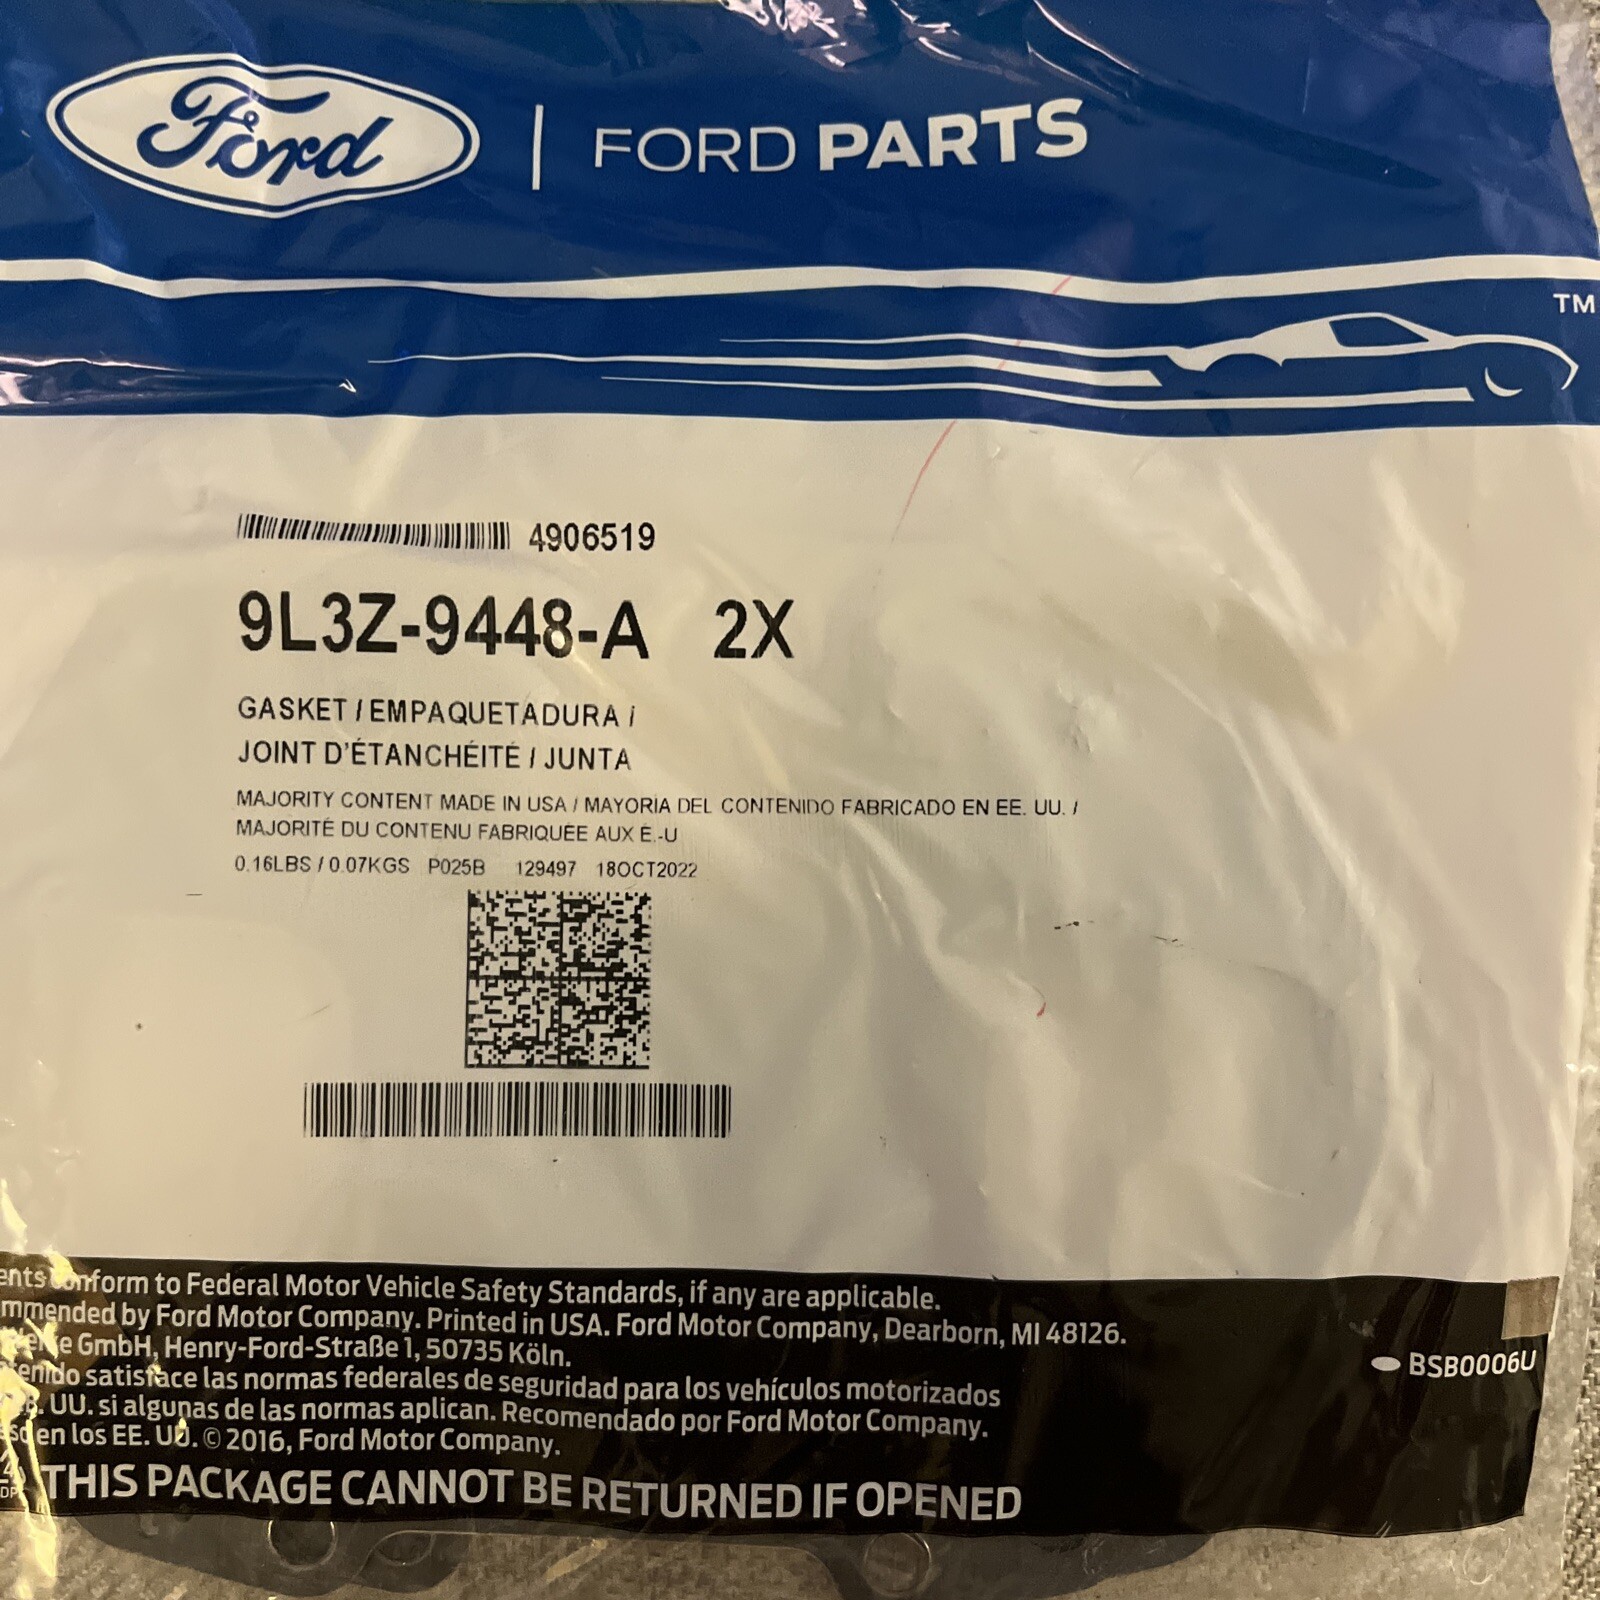 Ford | FORD PARTS
TM
4906519
9L3Z-9448-A 2X
GASKET / EMPAQUETADURA /
JOINT D'ÉTANCHÉITÉ / JUNTA
MAJORITY CONTENT MADE IN USA / MAYORIA DEL CONTENIDO FABRICADO EN EE. UU. /
MAJORITÉ DU CONTENU FABRIQUÉE AUX É.-U
0.16LBS / 0.07KGS P025B 129497 18OCT2022
ents conform to Federal Motor Vehicle Safety Standards, if any are applicable.
mmended by Ford Motor Company. Printed in USA. Ford Motor Company, Dearborn, MI 48126.
GmbH, Henry-Ford-Straße 1, 50735 Köln.
tenido satisface las normas federales de seguridad para los vehículos motorizados
UU. si algunas de las normas aplican. Recomendado por Ford Motor Company.
en los EE. UU. © 2016, Ford Motor Company.
BSB0006U
THIS PACKAGE CANNOT BE RETURNED IF OPENED